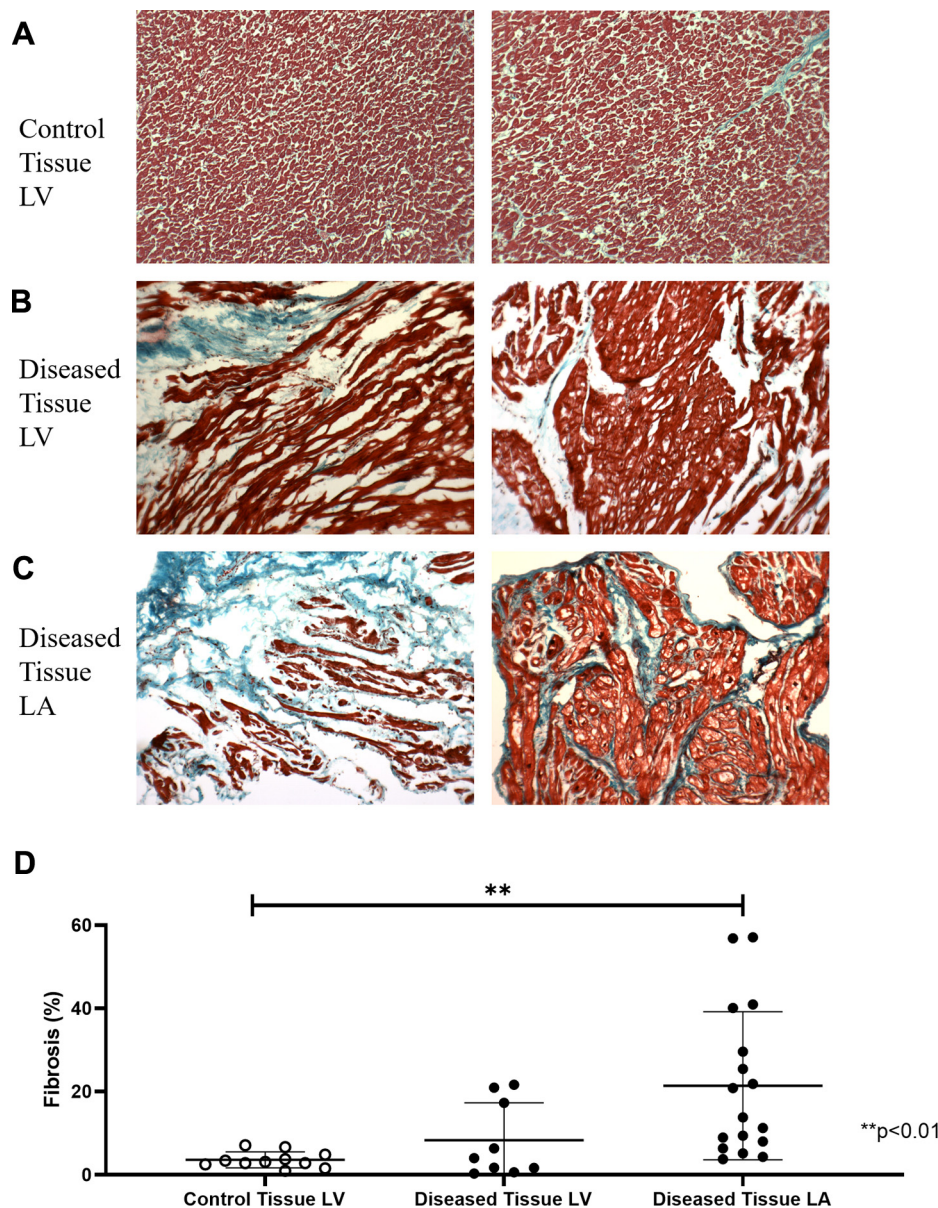 A
Control
Tissue
LV
B
Diseased
Tissue
LV
C
Diseased
Tissue
LA
D
**
60
40
20
0
Fibrosis (%)
**p<0.01
Control Tissue LV
Diseased Tissue LV
Diseased Tissue LA